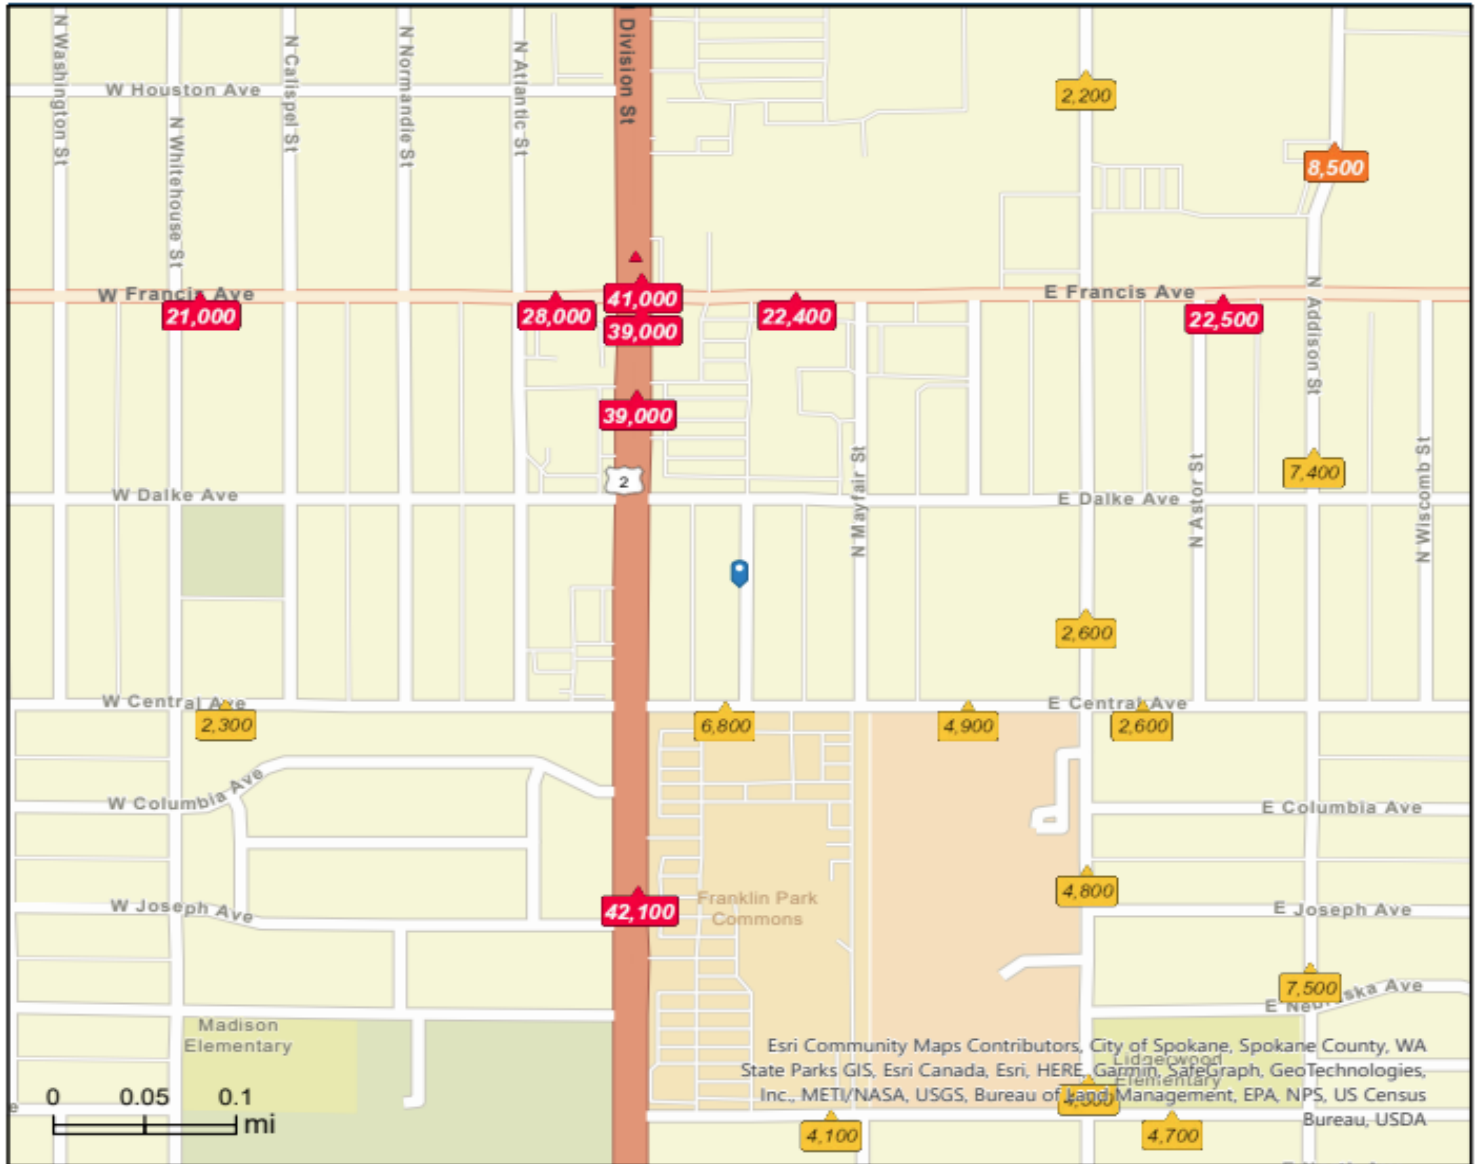 N Washington St
N Whitehouse St
N Calispel St
N Normandie St
N Atlantic St
Division St
W Houston Ave
2,200
8,500
W Francis Ave
E Francis Ave
21,000
28,000
41,000
39,000
22,400
22,500
N Addison St
39,000
N Mayfair St
N Astor St
N Wiscomb St
7,400
2
W Dalke Ave
E Dalke Ave
2,600
W Central Ave
E Central Ave
2,300
6,800
4,900
2,600
W Columbia Ave
E Columbia Ave
4,800
Franklin Park
Commons
42,100
W Joseph Ave
E Joseph Ave
7,500
E Nebraska Ave
Madison
Elementary
Lidgerwood
Elementary
Esri Community Maps Contributors, City of Spokane, Spokane County, WA
State Parks GIS, Esri Canada, Esri, HERE, Garmin, SafeGraph, GeoTechnologies,
Inc., METI/NASA, USGS, Bureau of Land Management, EPA, NPS, US Census
Bureau, USDA
0 0.05 0.1
mi
4,100
4,700